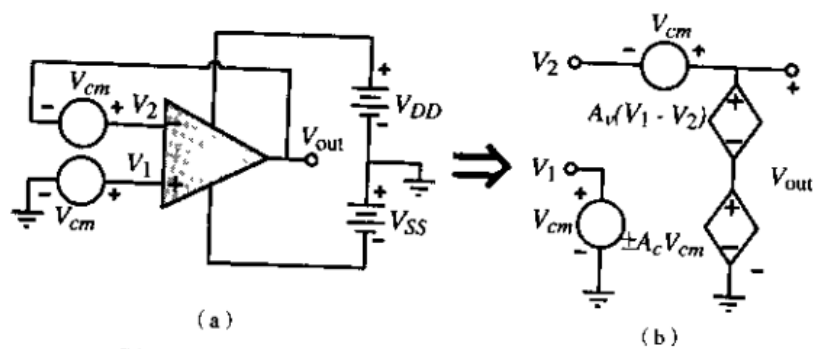 V_cm
- + V_2
V_1
- +
V_cm
V_out
+
V_DD
-
+
V_SS
-
(a)
V_cm
V_2 - +
+
A_v(V_1 - V_2)
+
-
V_1
+
V_cm
-
±A_cV_cm
+
-
V_out
-
(b)